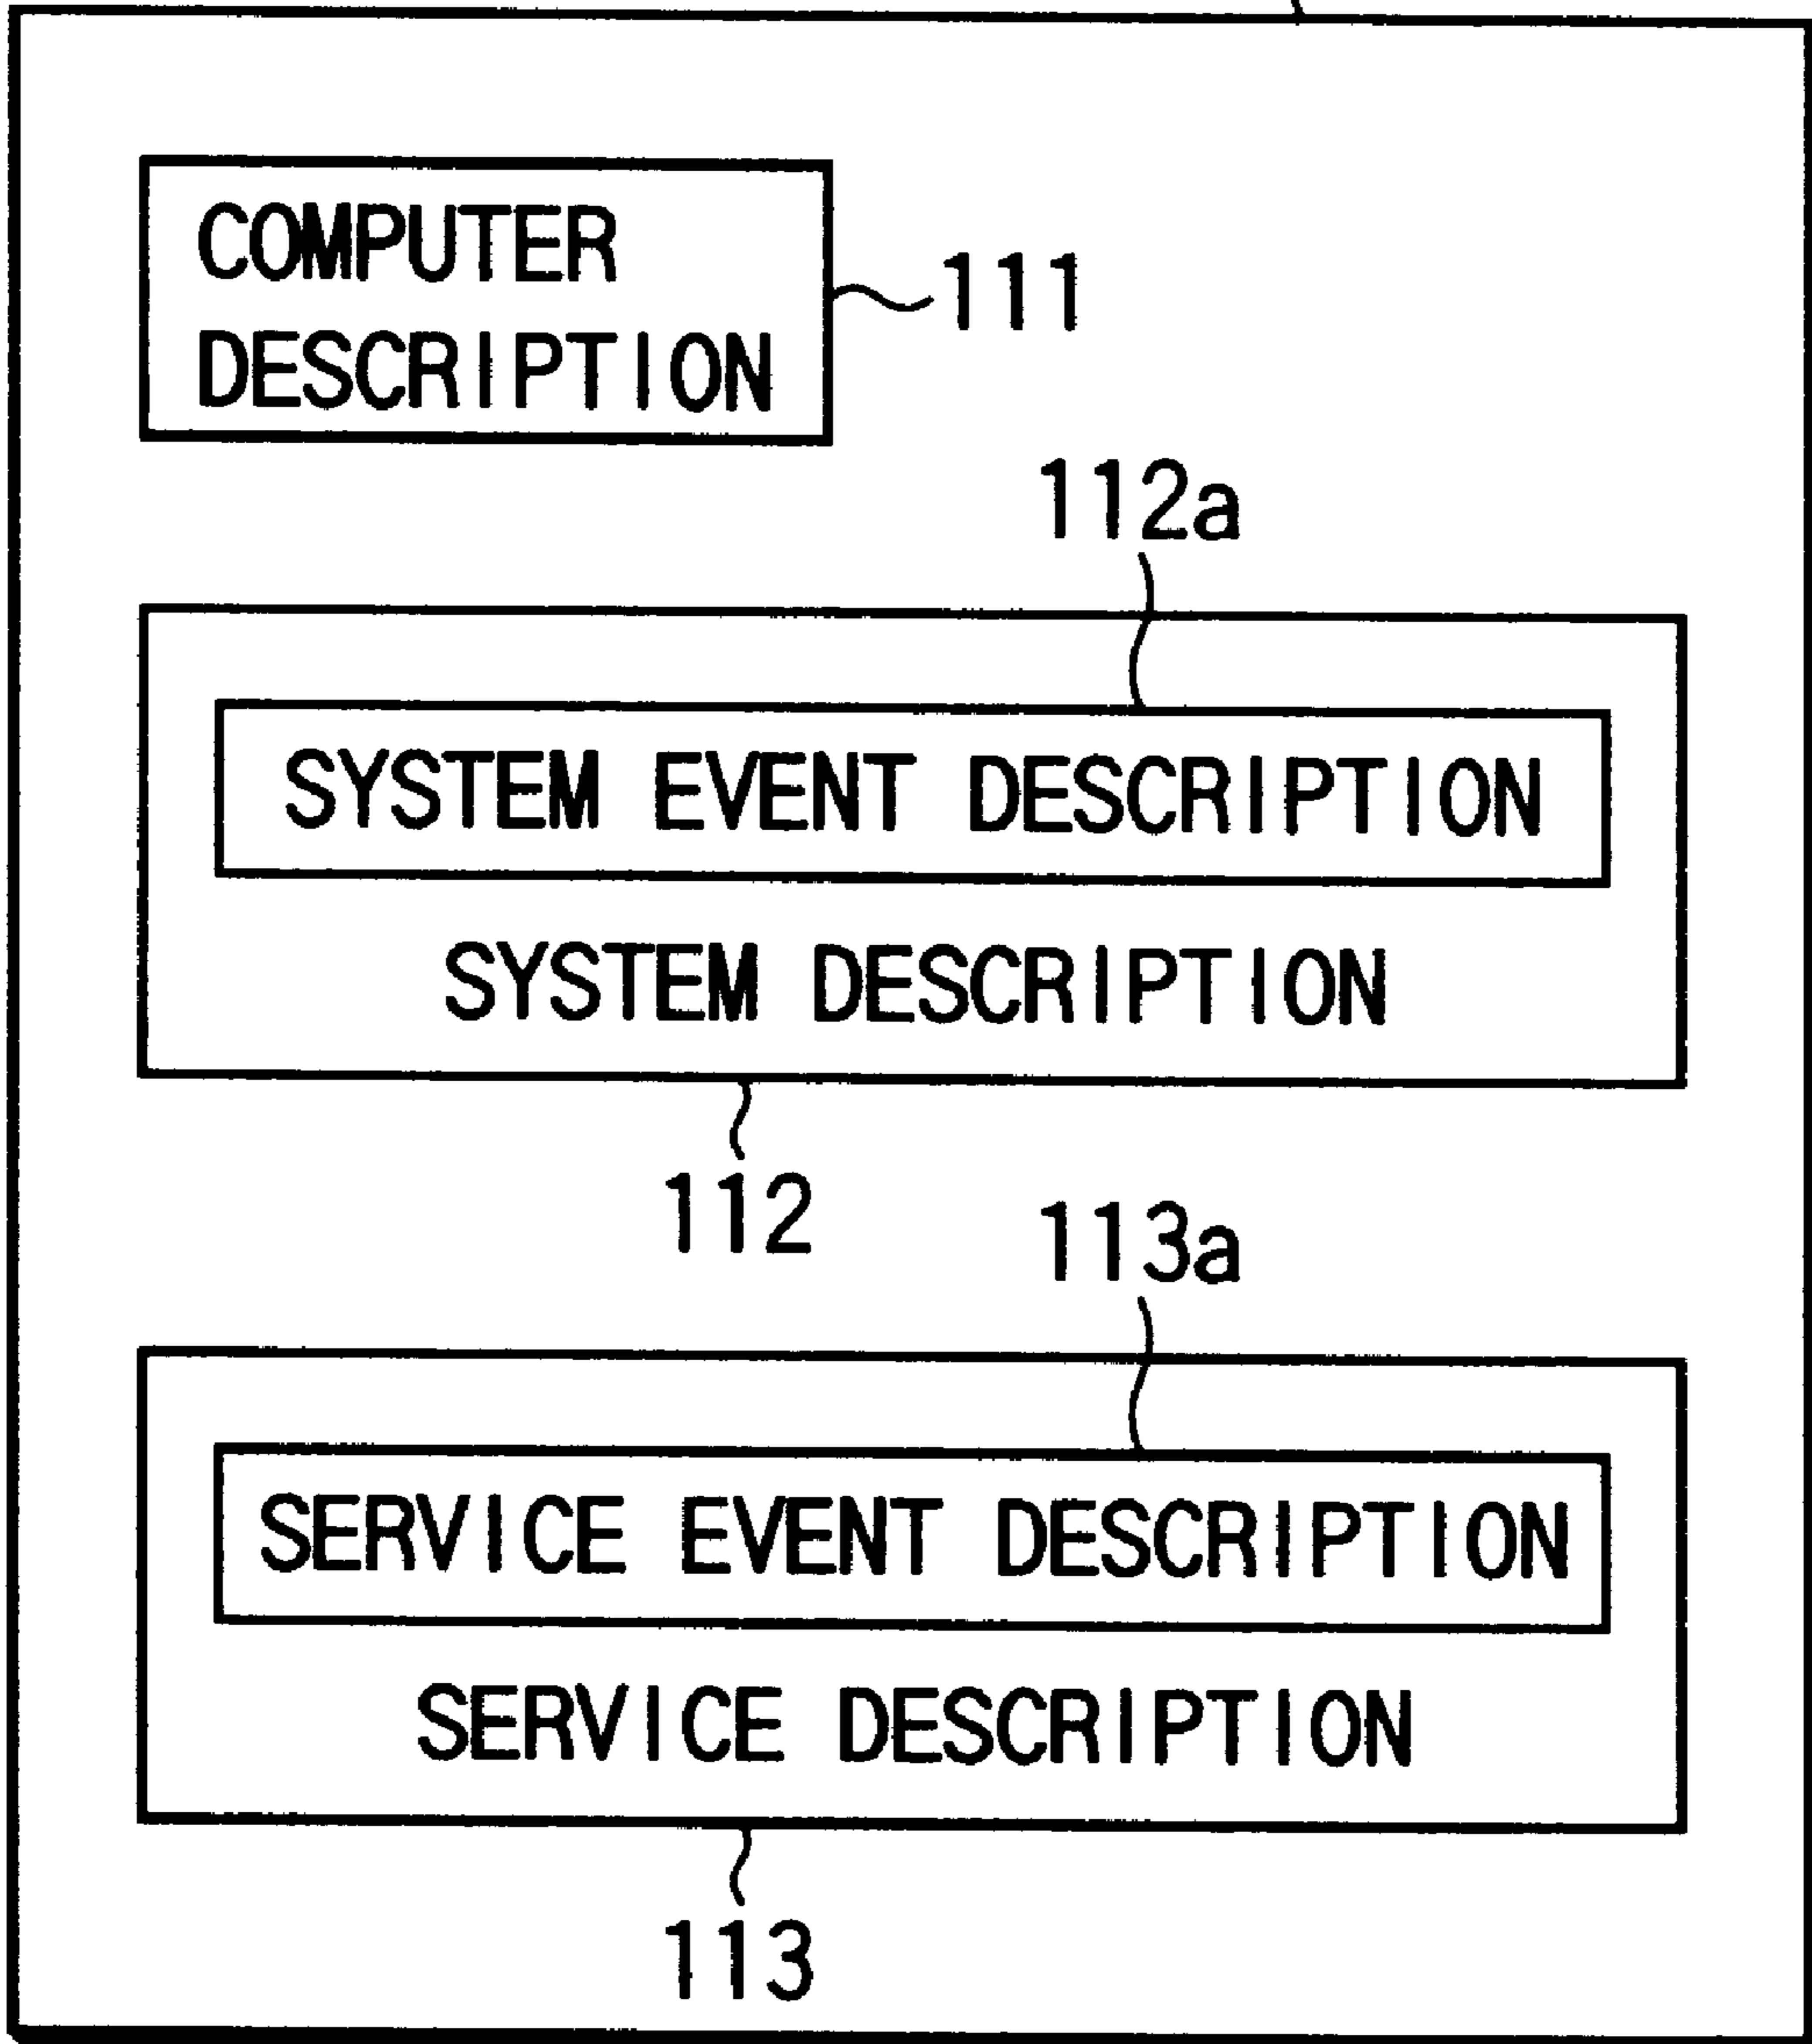 COMPUTER
DESCRIPTION
111
112a
SYSTEM EVENT DESCRIPTION
SYSTEM DESCRIPTION
112
113a
SERVICE EVENT DESCRIPTION
SERVICE DESCRIPTION
113